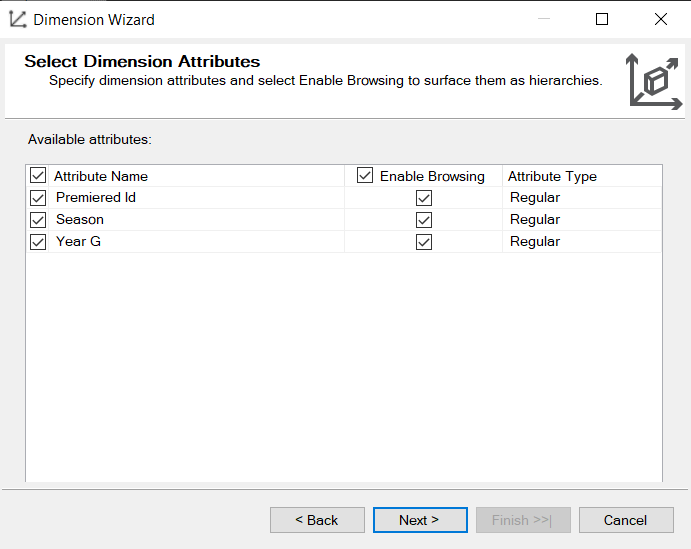 Dimension Wizard
Select Dimension Attributes
Specify dimension attributes and select Enable Browsing to surface them as hierarchies.
Available attributes:
Attribute Name Enable Browsing Attribute Type
Premiered Id Regular
Season Regular
Year G Regular
< Back Next > Finish >>| Cancel